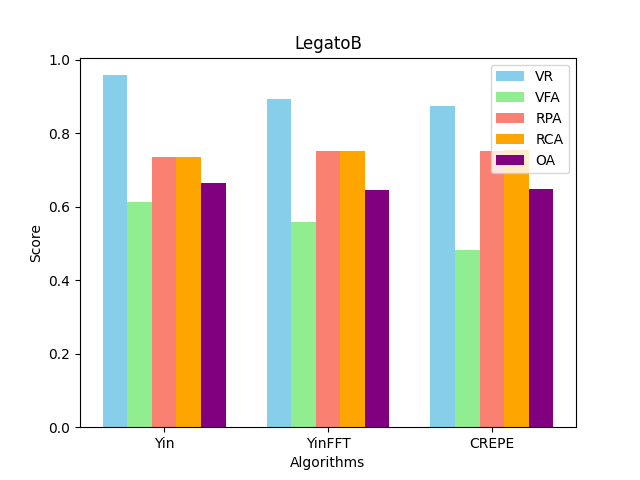 LegatoB
1.0
0.8
0.6
0.4
0.2
0.0
Score
VR
VFA
RPA
RCA
OA
Yin
YinFFT
CREPE
Algorithms